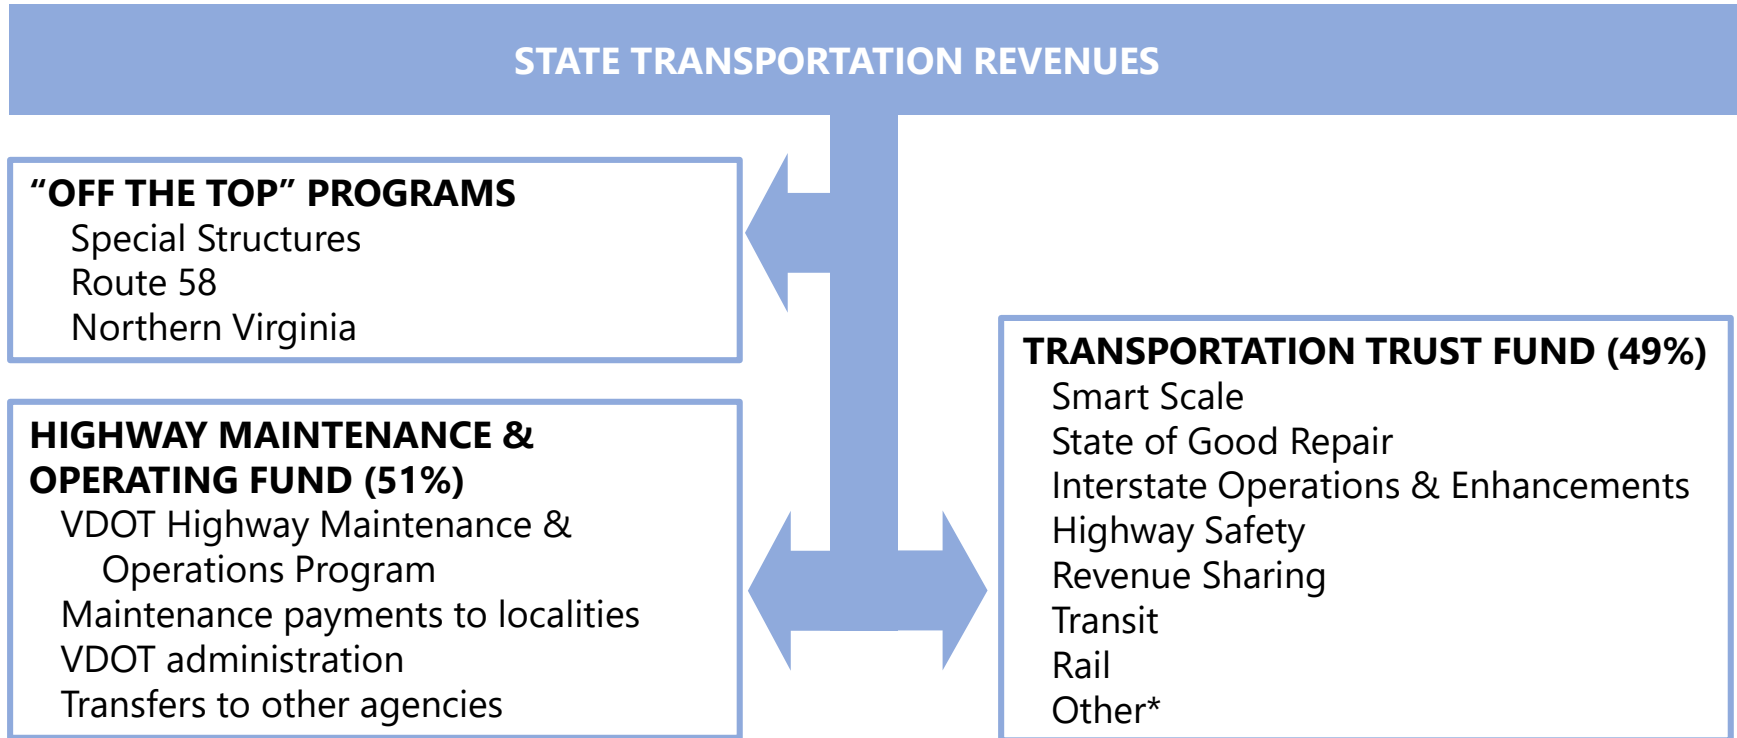 STATE TRANSPORTATION REVENUES
“OFF THE TOP” PROGRAMS
Special Structures
Route 58
Northern Virginia
HIGHWAY MAINTENANCE &
OPERATING FUND (51%)
VDOT Highway Maintenance &
Operations Program
Maintenance payments to localities
VDOT administration
Transfers to other agencies
TRANSPORTATION TRUST FUND (49%)
Smart Scale
State of Good Repair
Interstate Operations & Enhancements
Highway Safety
Revenue Sharing
Transit
Rail
Other*